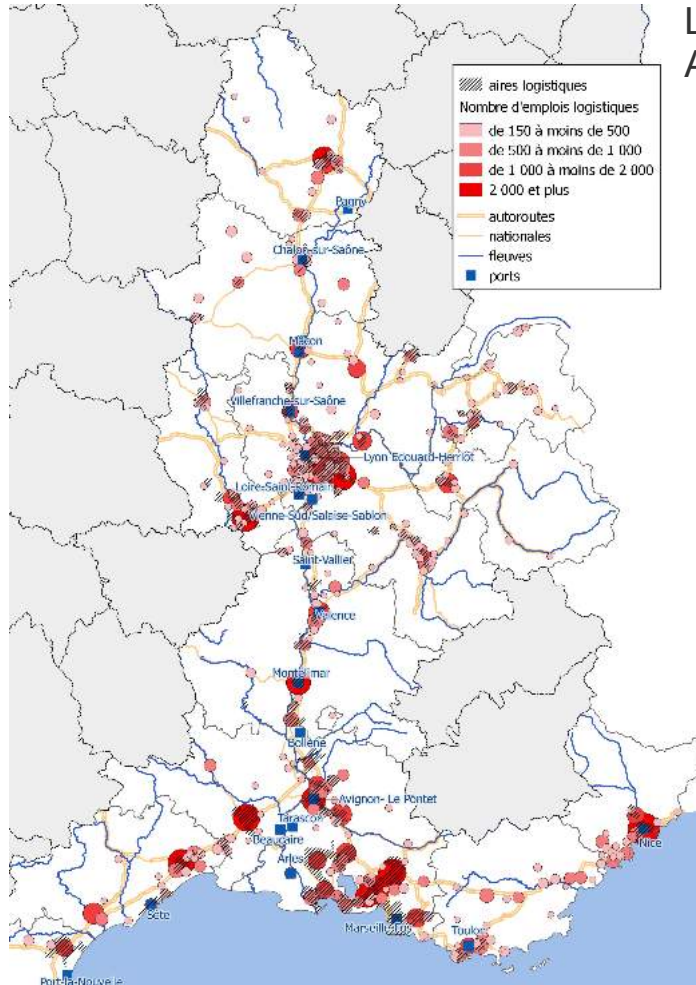 L
A
aires logistiques
Nombre d'emplois logistiques
de 150 à moins de 500
de 500 à moins de 1 000
de 1 000 à moins de 2 000
2 000 et plus
autoroutes
nationales
fleuves
ports
Pagny
Chalon-sur-Saône
Mâcon
Villefranche-sur-Saône
Lyon Edouard-Herriot
Loire-Saint-Romain
Vienne-Sud/Salaise-Sablon
Saint-Vallier
Valence
Montélimar
Bollène
Avignon- Le Pontet
Tarascon
Beaucaire
Arles
Nice
Sète
Marseille-Fos
Toulon
Port-la-Nouvelle